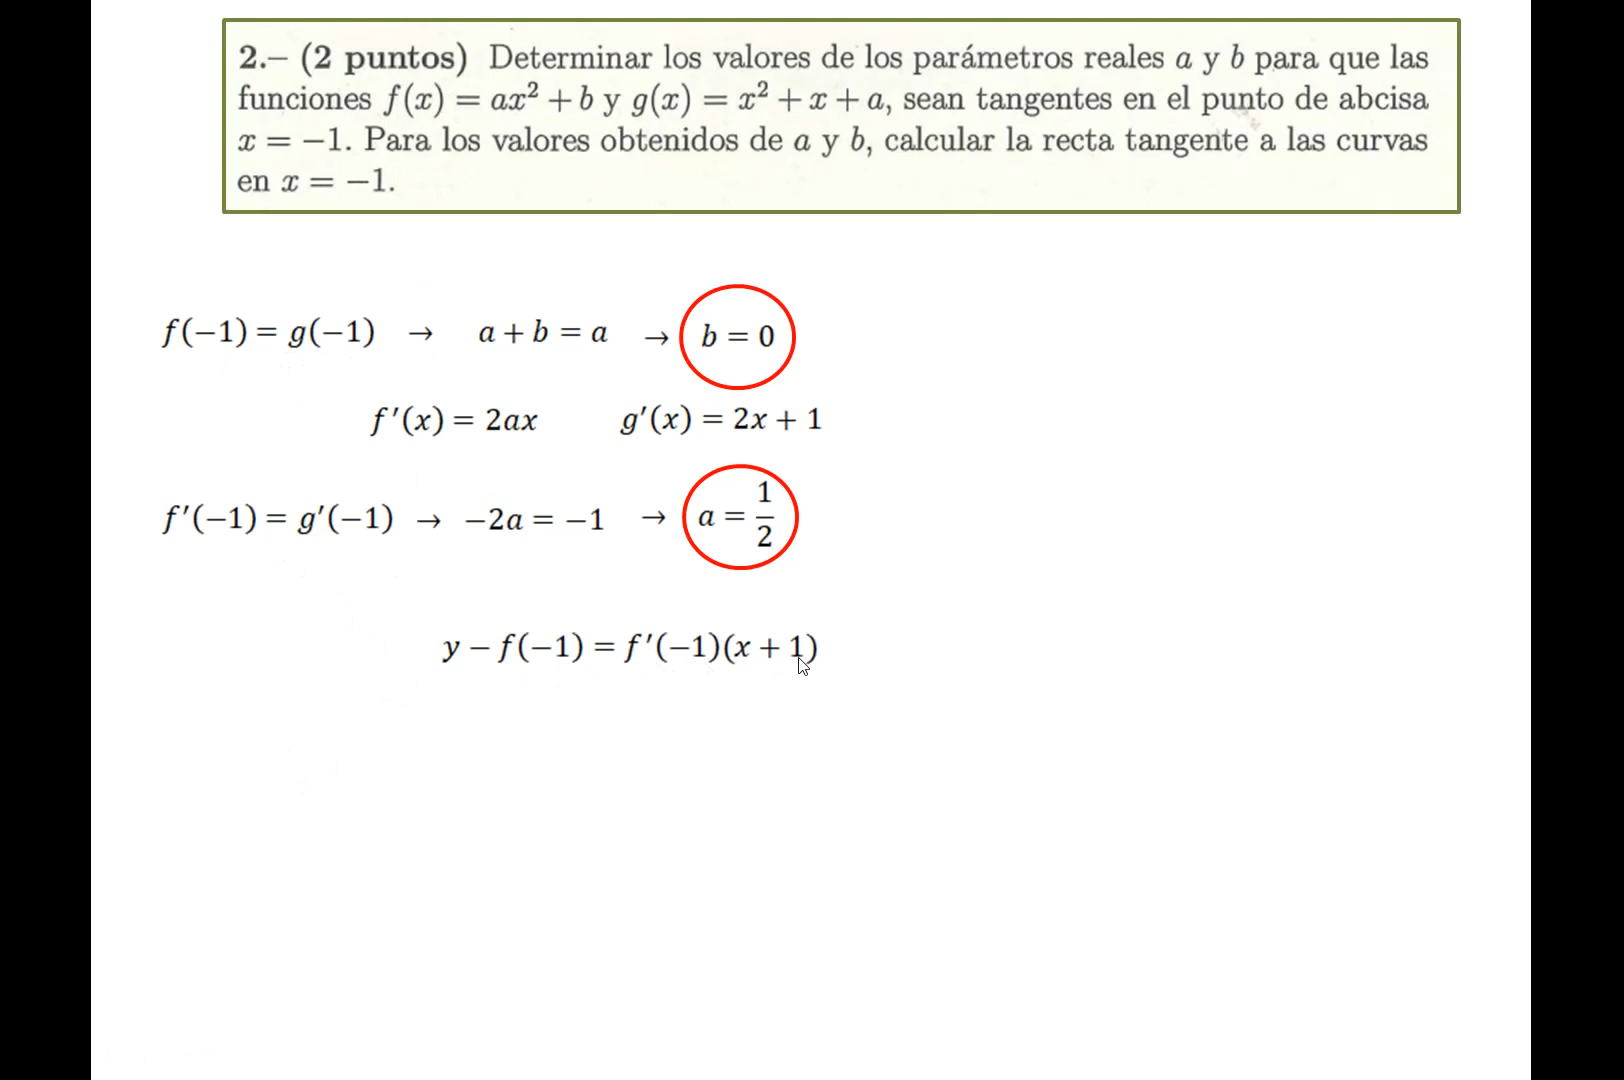 2.– (2 puntos) Determinar los valores de los parámetros reales a y b para que las
funciones f(x) = ax² + b y g(x) = x² + x + a, sean tangentes en el punto de abcisa
x = −1. Para los valores obtenidos de a y b, calcular la recta tangente a las curvas
en x = −1.
f(−1) = g(−1) → a + b = a → b = 0
f′(x) = 2ax g′(x) = 2x + 1
f′(−1) = g′(−1) → −2a = −1 → a = 1/2
y − f(−1) = f′(−1)(x + 1)